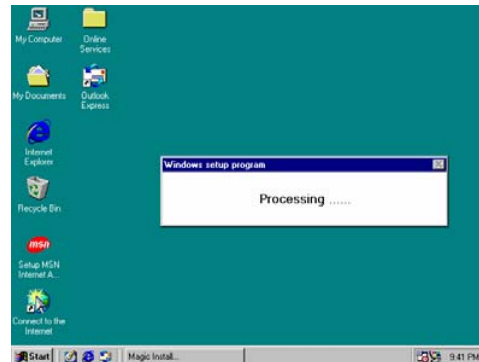 My Computer
Online
Services
My Documents
Outlook
Express
Internet
Explorer
Recycle Bin
msn
Setup MSN
Internet A...
Connect to the
Internet
Windows setup program
Processing ......
Start
Magic Install...
9:41 PM